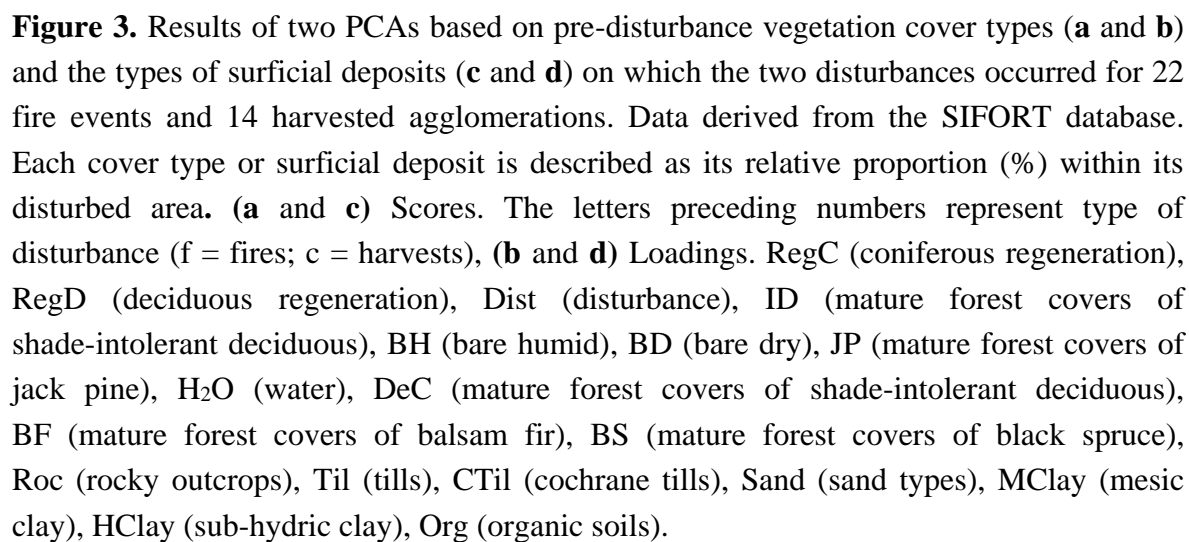 Figure 3. Results of two PCAs based on pre-disturbance vegetation cover types (a and b)
and the types of surficial deposits (c and d) on which the two disturbances occurred for 22
fire events and 14 harvested agglomerations. Data derived from the SIFORT database.
Each cover type or surficial deposit is described as its relative proportion (%) within its
disturbed area. (a and c) Scores. The letters preceding numbers represent type of
disturbance (f = fires; c = harvests), (b and d) Loadings. RegC (coniferous regeneration),
RegD (deciduous regeneration), Dist (disturbance), ID (mature forest covers of
shade-intolerant deciduous), BH (bare humid), BD (bare dry), JP (mature forest covers of
jack pine), H₂O (water), DeC (mature forest covers of shade-intolerant deciduous),
BF (mature forest covers of balsam fir), BS (mature forest covers of black spruce),
Roc (rocky outcrops), Til (tills), CTil (cochrane tills), Sand (sand types), MClay (mesic
clay), HClay (sub-hydric clay), Org (organic soils).